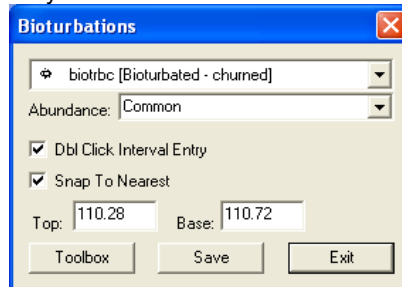 Bioturbations
biotrbc [Bioturbated - churned]
Abundance: Common
Dbl Click Interval Entry
Snap To Nearest
Top: 110.28 Base: 110.72
Toolbox Save Exit